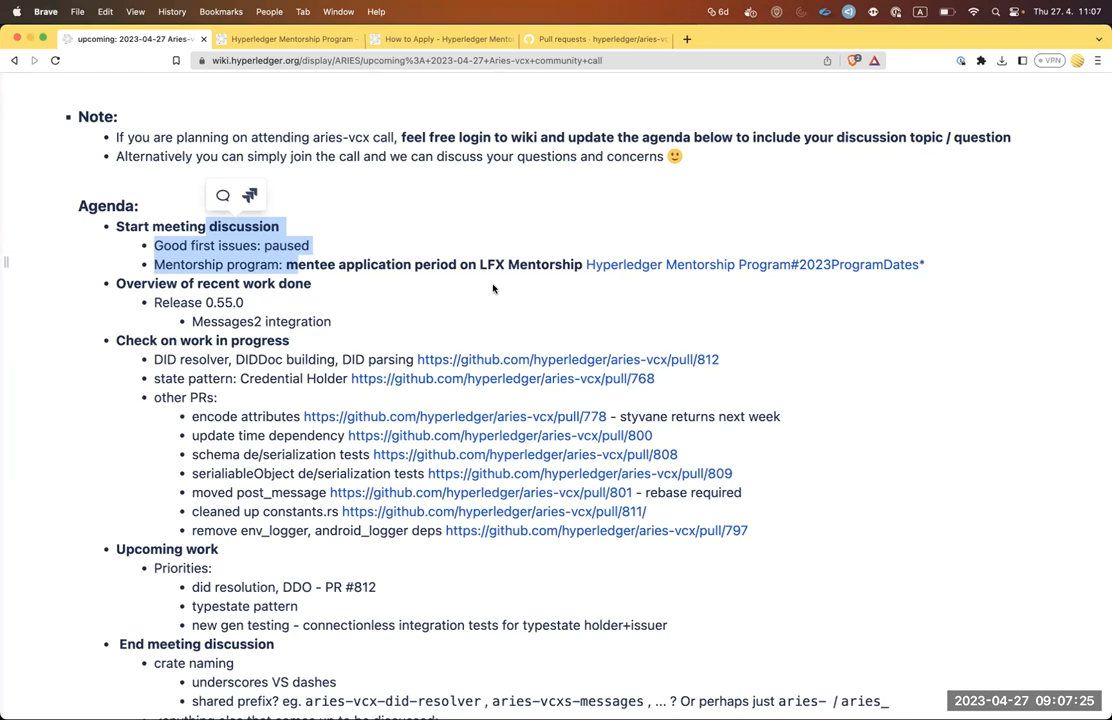 Brave File Edit View History Bookmarks People Tab Window Help 6d A Thu 27. 4. 11:07
upcoming: 2023-04-27 Aries-v × Hyperledger Mentorship Program - How to Apply - Hyperledger Mento Pull requests · hyperledger/aries-vc +
wiki.hyperledger.org/display/ARIES/upcoming%3A+2023-04-27+Aries-vcx+community+call 2 VPN
Note:
If you are planning on attending aries-vcx call, feel free login to wiki and update the agenda below to include your discussion topic / question
Alternatively you can simply join the call and we can discuss your questions and concerns 🙂
Agenda:
Start meeting discussion
Good first issues: paused
Mentorship program: mentee application period on LFX Mentorship Hyperledger Mentorship Program#2023ProgramDates*
Overview of recent work done
Release 0.55.0
Messages2 integration
Check on work in progress
DID resolver, DIDDoc building, DID parsing https://github.com/hyperledger/aries-vcx/pull/812
state pattern: Credential Holder https://github.com/hyperledger/aries-vcx/pull/768
other PRs:
encode attributes https://github.com/hyperledger/aries-vcx/pull/778 - styvane returns next week
update time dependency https://github.com/hyperledger/aries-vcx/pull/800
schema de/serialization tests https://github.com/hyperledger/aries-vcx/pull/808
serialiableObject de/serialization tests https://github.com/hyperledger/aries-vcx/pull/809
moved post_message https://github.com/hyperledger/aries-vcx/pull/801 - rebase required
cleaned up constants.rs https://github.com/hyperledger/aries-vcx/pull/811/
remove env_logger, android_logger deps https://github.com/hyperledger/aries-vcx/pull/797
Upcoming work
Priorities:
did resolution, DDO - PR #812
typestate pattern
new gen testing - connectionless integration tests for typestate holder+issuer
End meeting discussion
crate naming
underscores VS dashes
shared prefix? eg. aries-vcx-did-resolver , aries-vcxs-messages , ... ? Or perhaps just aries- / aries_
2023-04-27 09:07:25